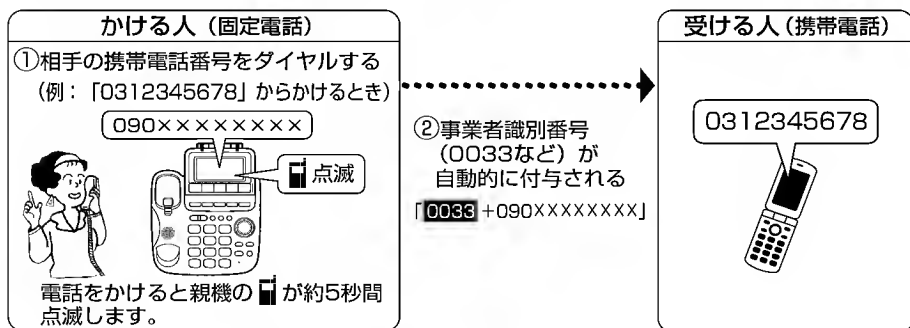 かける人（固定電話）
①相手の携帯電話番号をダイヤルする
（例：「0312345678」からかけるとき）
090××××××××
点滅
電話をかけると親機の が約5秒間
点滅します。
②事業者識別番号
（0033など）が
自動的に付与される
「0033+090××××××××」
受ける人（携帯電話）
0312345678